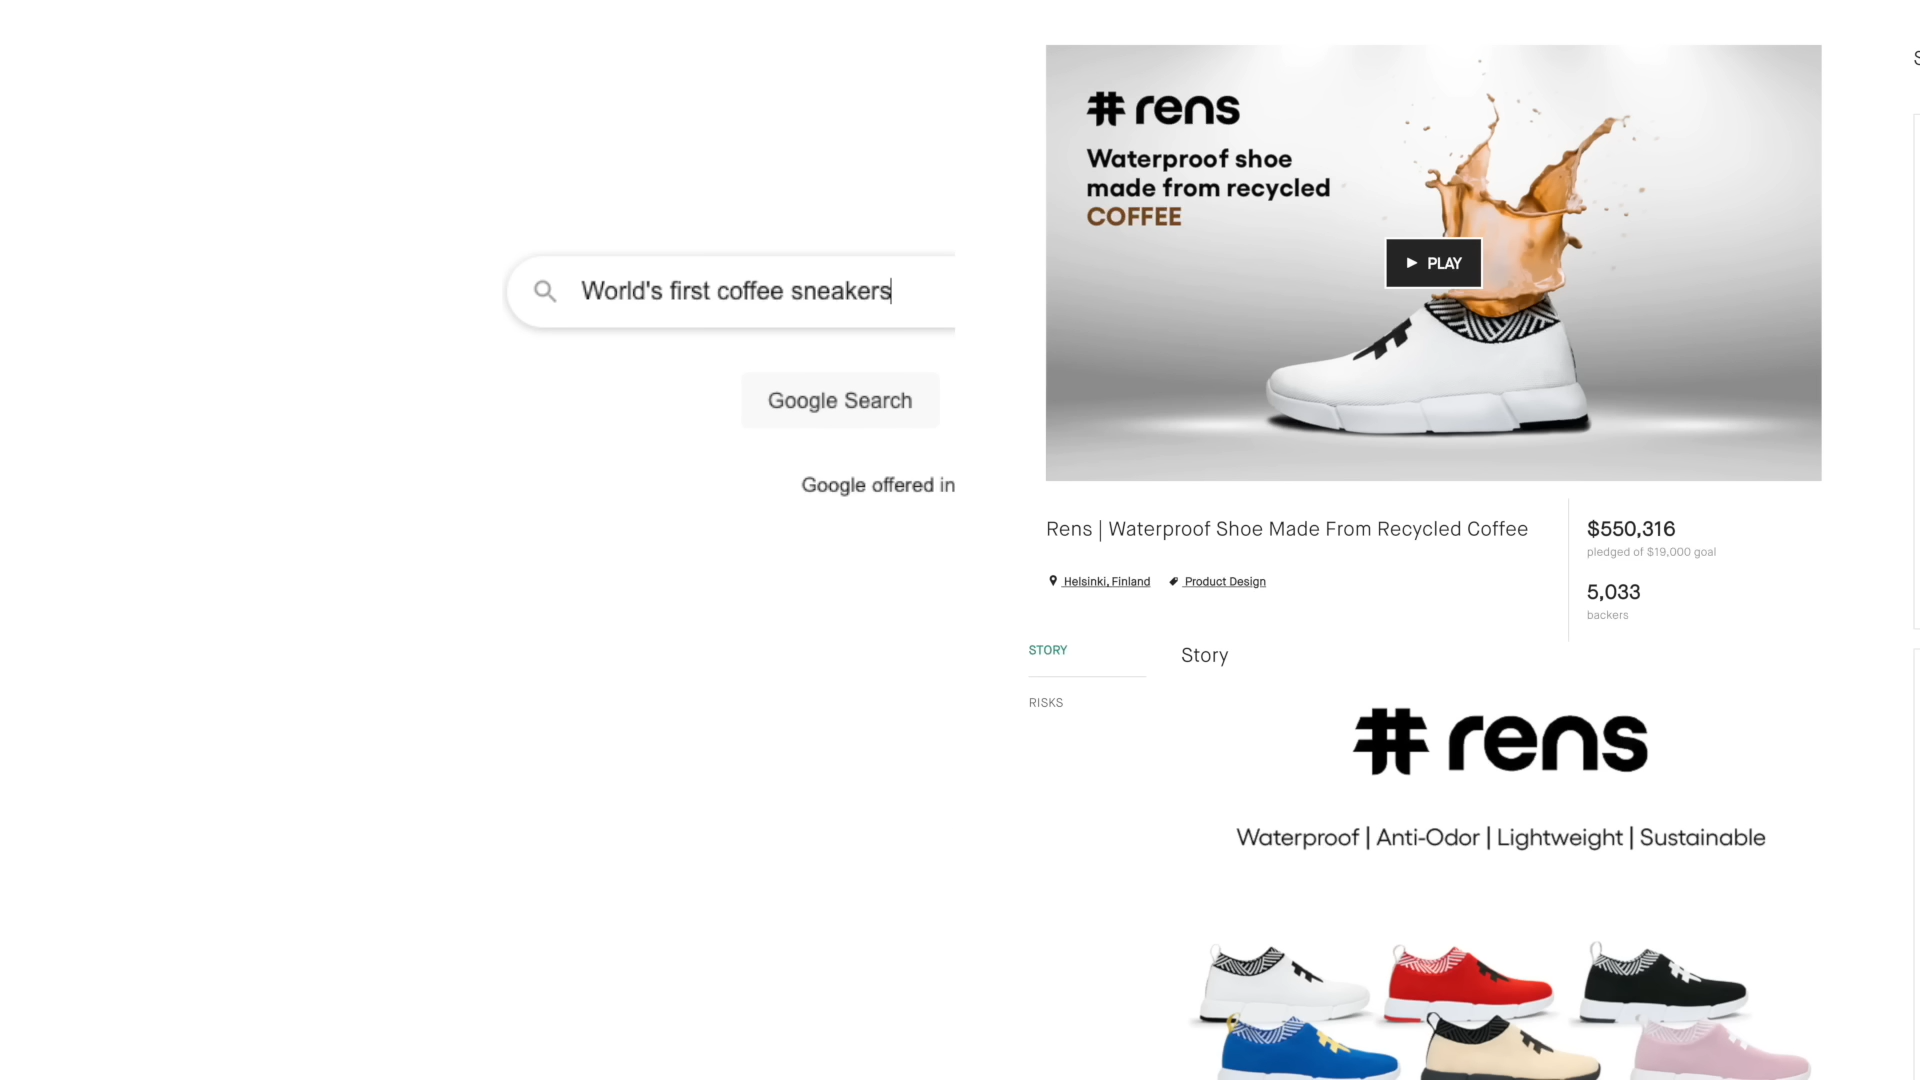 World's first coffee sneakers
Google Search
Google offered in
rens
Waterproof shoe
made from recycled
COFFEE
PLAY
Rens | Waterproof Shoe Made From Recycled Coffee
Helsinki, Finland
Product Design
$550,316
pledged of $19,000 goal
5,033
backers
STORY
RISKS
Story
rens
Waterproof | Anti-Odor | Lightweight | Sustainable